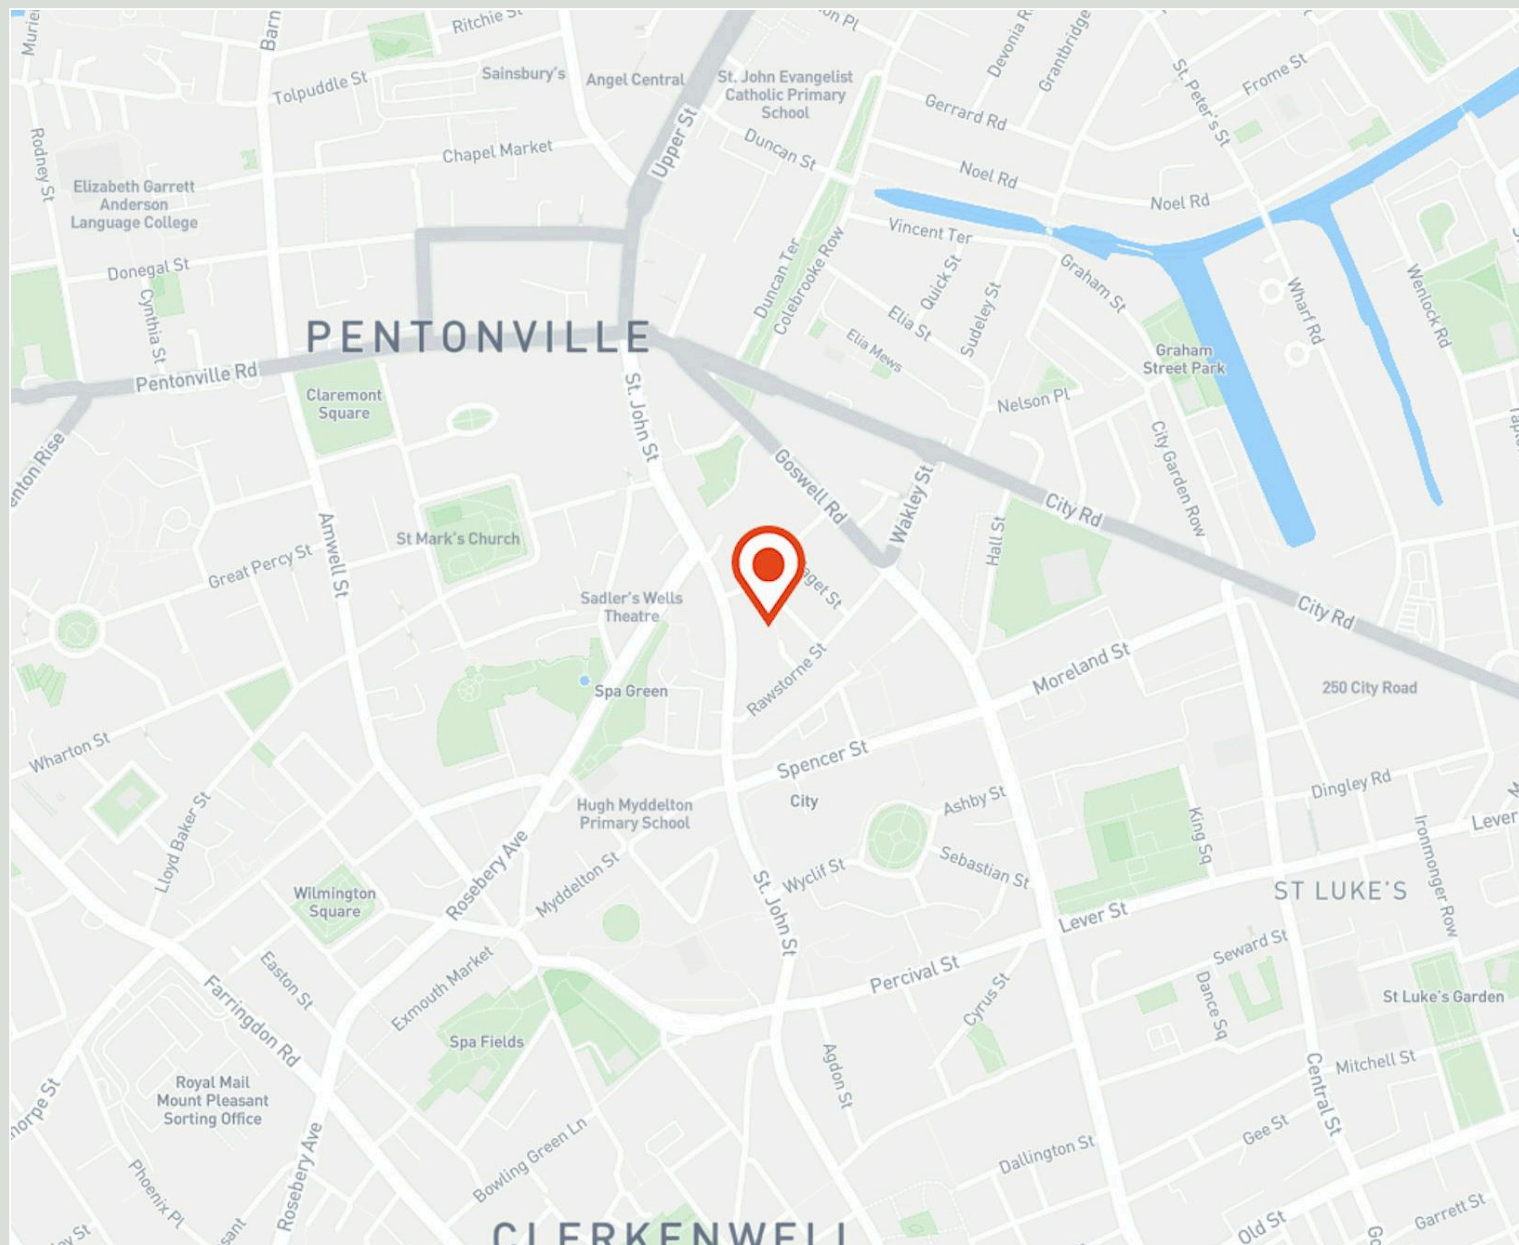 Ritchie St
Barn
Tolpuddle St
Sainsbury's
Angel Central
St. John Evangelist
Catholic Primary
School
Devonia R
Grantbridge
Frome St
St. Peter's St
Gerrard Rd
Upper St
Duncan St
Chapel Market
Rodney St
Noel Rd
Noel Rd
Elizabeth Garrett
Anderson
Language College
Vincent Ter
Donegal St
Cynthia St
Duncan Ter
Colebrooke Row
Quick St
Graham St
Sudeley St
Elia St
Elia Mews
Wharf Rd
Wenlock Rd
PENTONVILLE
Graham
Street Park
Pentonville Rd
Claremont
Square
St. John St
Nelson Pl
enton Rise
City Garden Row
Goswell Rd
Wakley St
City Rd
Hall St
Amwell St
St Mark's Church
Great Percy St
aget St
Sadler's Wells
Theatre
City Rd
Rawstorne St
Moreland St
Spa Green
250 City Road
Wharton St
Spencer St
Dingley Rd
City
Ashby St
Hugh Myddelton
Primary School
King Sq
Lever
Ironmonger Row
Lloyd Baker St
Rosebery Ave
Myddelton St
Wyclif St
Sebastian St
Wilmington
Square
ST LUKE'S
St. John St
Lever St
Seward St
Percival St
Exmouth Market
Easton St
Farringdon Rd
Cyrus St
Dance Sq
St Luke's Garden
Spa Fields
Agdon St
Mitchell St
Royal Mail
Mount Pleasant
Sorting Office
horpe St
Central St
Gee St
Bowling Green Ln
Dallington St
Rosebery Ave
Phoenix Pl
Old St
Garrett St
CLERKENWELL